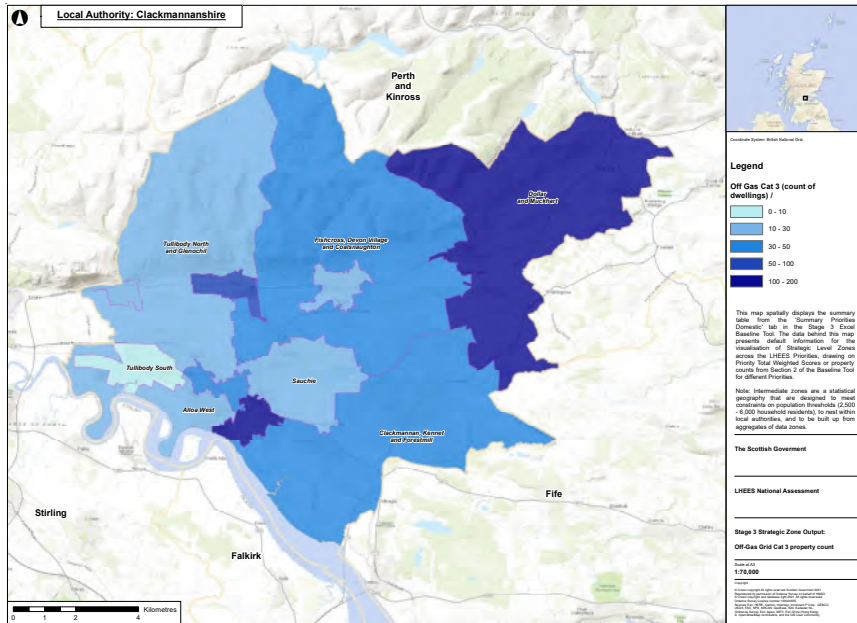 Local Authority: Clackmannanshire
Perth
and
Kinross
Dollar
and Muckhart
Tullibody North
and Glenochil
Fishcross, Devon Village
and Coalsnaughton
Tullibody South
Sauchie
Alloa West
Clackmannan, Kennet
and Forestmill
Stirling
Falkirk
Fife
0 1 2 4
Kilometres
Coordinate System: British National Grid
Legend
Off Gas Cat 3 (count of
dwellings) /
0 - 10
10 - 30
30 - 50
50 - 100
100 - 200
This map spatially displays the summary
table from the 'Summary Priorities
Domestic' tab in the Stage 3 Excel
Baseline Tool. The data behind this map
presents default information for the
visualisation of Strategic Level Zones
across the LHEES Priorities, drawing on
Priority Total Weighted Scores or property
counts from Section 2 of the Baseline Tool
for different Priorities.
Note: Intermediate zones are a statistical
geography that are designed to meet
constraints on population thresholds (2,500
- 6,000 household residents), to nest within
local authorities, and to be built up from
aggregates of data zones.
The Scottish Goverment
LHEES National Assessment
Stage 3 Strategic Zone Output:
Off-Gas Grid Cat 3 property count
Scale at A3
1:70,000
Copyright